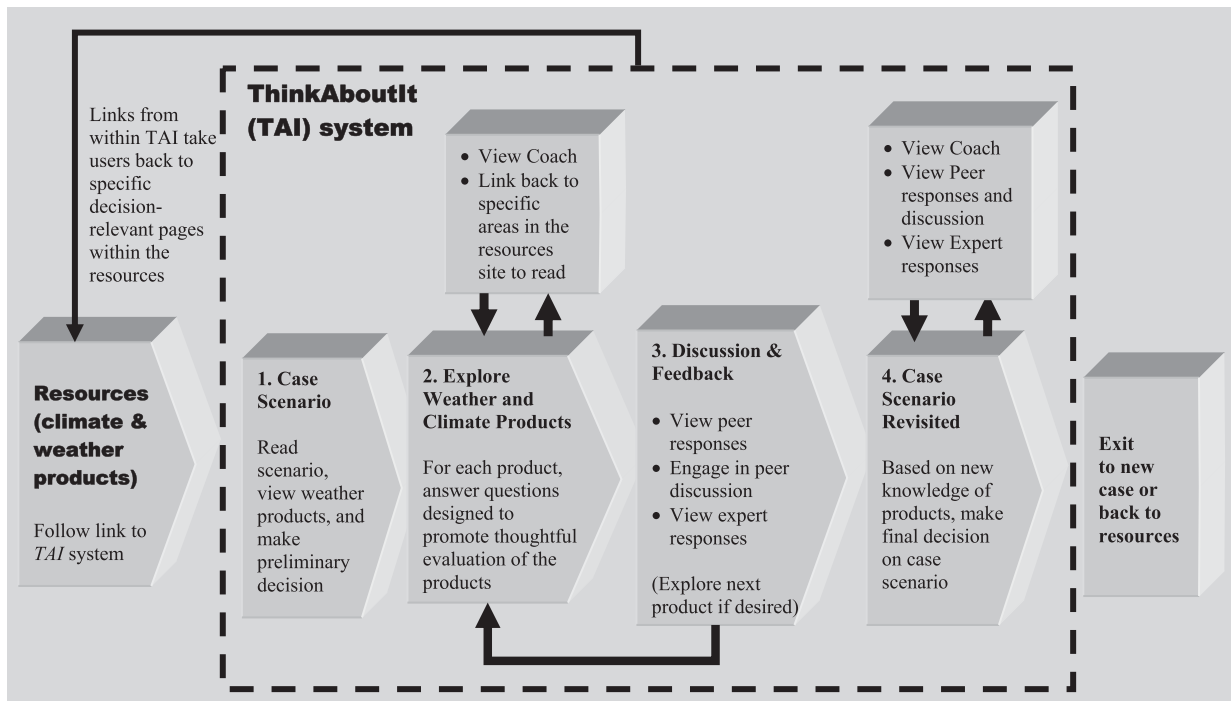 ThinkAboutIt
(TAI) system
Links from
within TAI take
users back to
specific
decision-
relevant pages
within the
resources
• View Coach
• Link back to
specific
areas in the
resources
site to read
• View Coach
• View Peer
responses and
discussion
• View Expert
responses
Resources
(climate &
weather
products)
Follow link to
TAI system
1. Case
Scenario
Read
scenario,
view weather
products, and
make
preliminary
decision
2. Explore
Weather and
Climate Products
For each product,
answer questions
designed to
promote thoughtful
evaluation of the
products
3. Discussion &
Feedback
• View peer
responses
• Engage in peer
discussion
• View expert
responses
(Explore next
product if desired)
4. Case
Scenario
Revisited
Based on new
knowledge of
products, make
final decision
on case
scenario
Exit
to new
case or
back to
resources